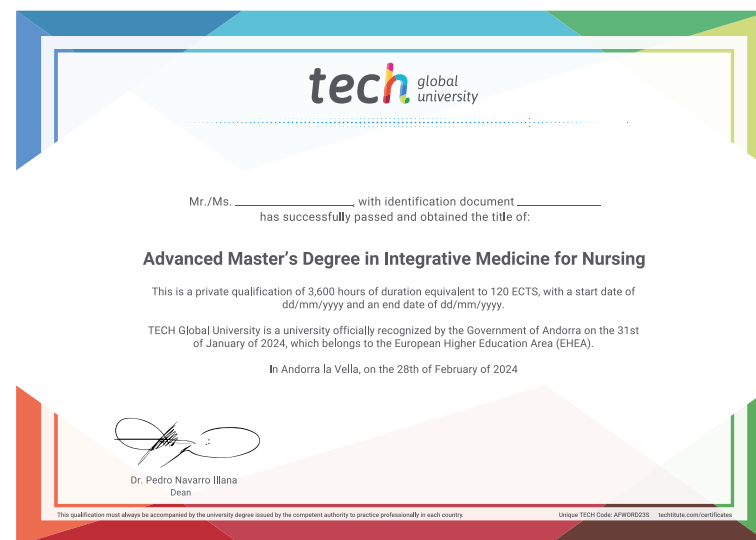 tech global
university
Mr./Ms. ____________________, with identification document ______________
has successfully passed and obtained the title of:
Advanced Master's Degree in Integrative Medicine for Nursing
This is a private qualification of 3,600 hours of duration equivalent to 120 ECTS, with a start date of
dd/mm/yyyy and an end date of dd/mm/yyyy.
TECH Global University is a university officially recognized by the Government of Andorra on the 31st
of January of 2024, which belongs to the European Higher Education Area (EHEA).
In Andorra la Vella, on the 28th of February of 2024
Dr. Pedro Navarro Illana
Dean
This qualification must always be accompanied by the university degree issued by the competent authority to practice professionally in each country. Unique TECH Code: AFWORD23S techtitute.com/certificates